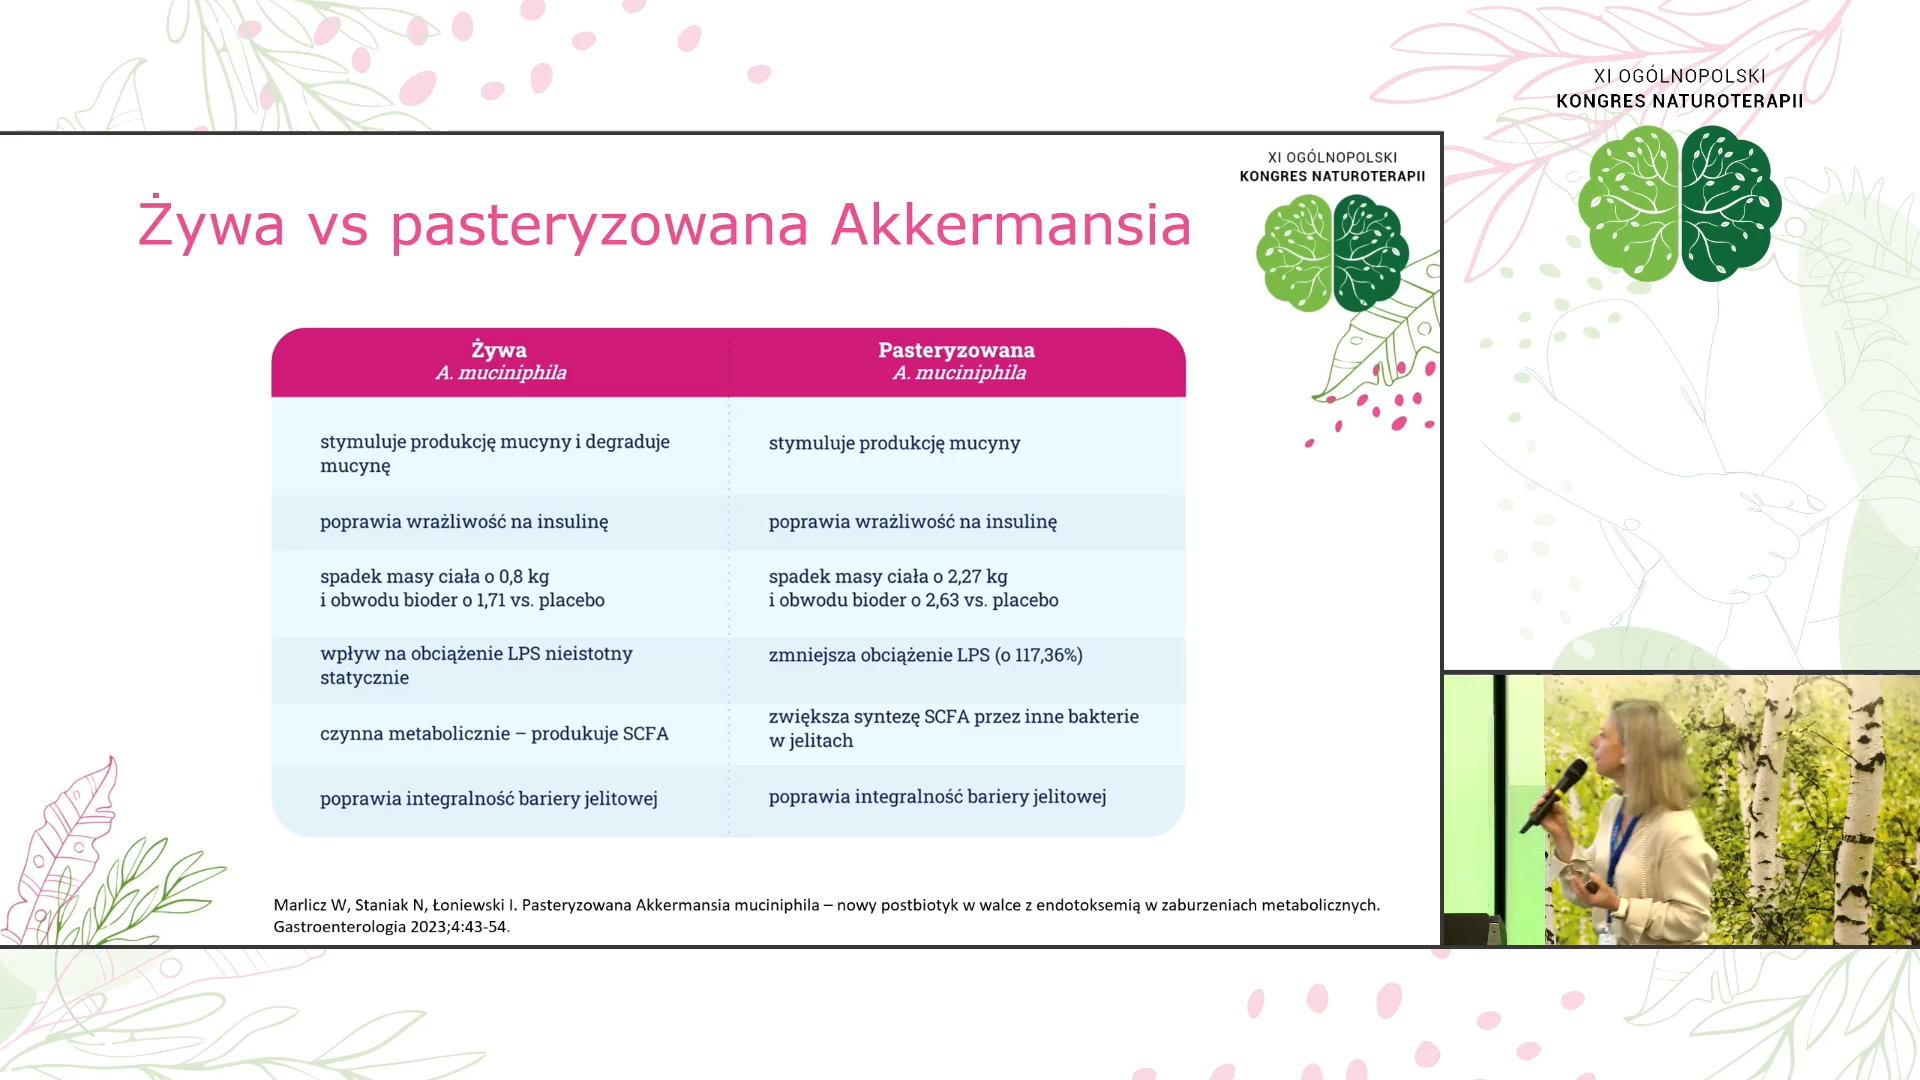 XI OGÓLNOPOLSKI
KONGRES NATUROTERAPII
XI OGÓLNOPOLSKI
KONGRES NATUROTERAPII
Żywa vs pasteryzowana Akkermansia
Żywa
A. muciniphila
Pasteryzowana
A. muciniphila
stymuluje produkcję mucyny i degraduje
mucynę
stymuluje produkcję mucyny
poprawia wrażliwość na insulinę
poprawia wrażliwość na insulinę
spadek masy ciała o 0,8 kg
i obwodu bioder o 1,71 vs. placebo
spadek masy ciała o 2,27 kg
i obwodu bioder o 2,63 vs. placebo
wpływ na obciążenie LPS nieistotny
statycznie
zmniejsza obciążenie LPS (o 117,36%)
czynna metabolicznie – produkuje SCFA
zwiększa syntezę SCFA przez inne bakterie
w jelitach
poprawia integralność bariery jelitowej
poprawia integralność bariery jelitowej
Marlicz W, Staniak N, Łoniewski I. Pasteryzowana Akkermansia muciniphila – nowy postbiotyk w walce z endotoksemią w zaburzeniach metabolicznych.
Gastroenterologia 2023;4:43-54.